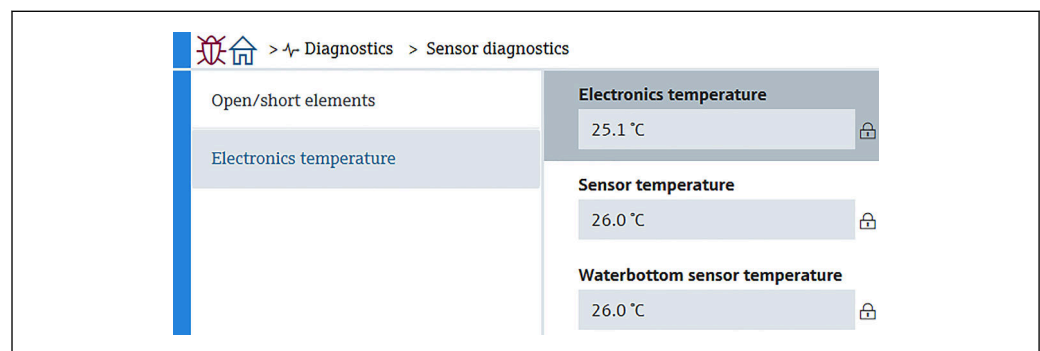 > Diagnostics > Sensor diagnostics
Open/short elements
Electronics temperature
Electronics temperature
25.1 °C
Sensor temperature
26.0 °C
Waterbottom sensor temperature
26.0 °C